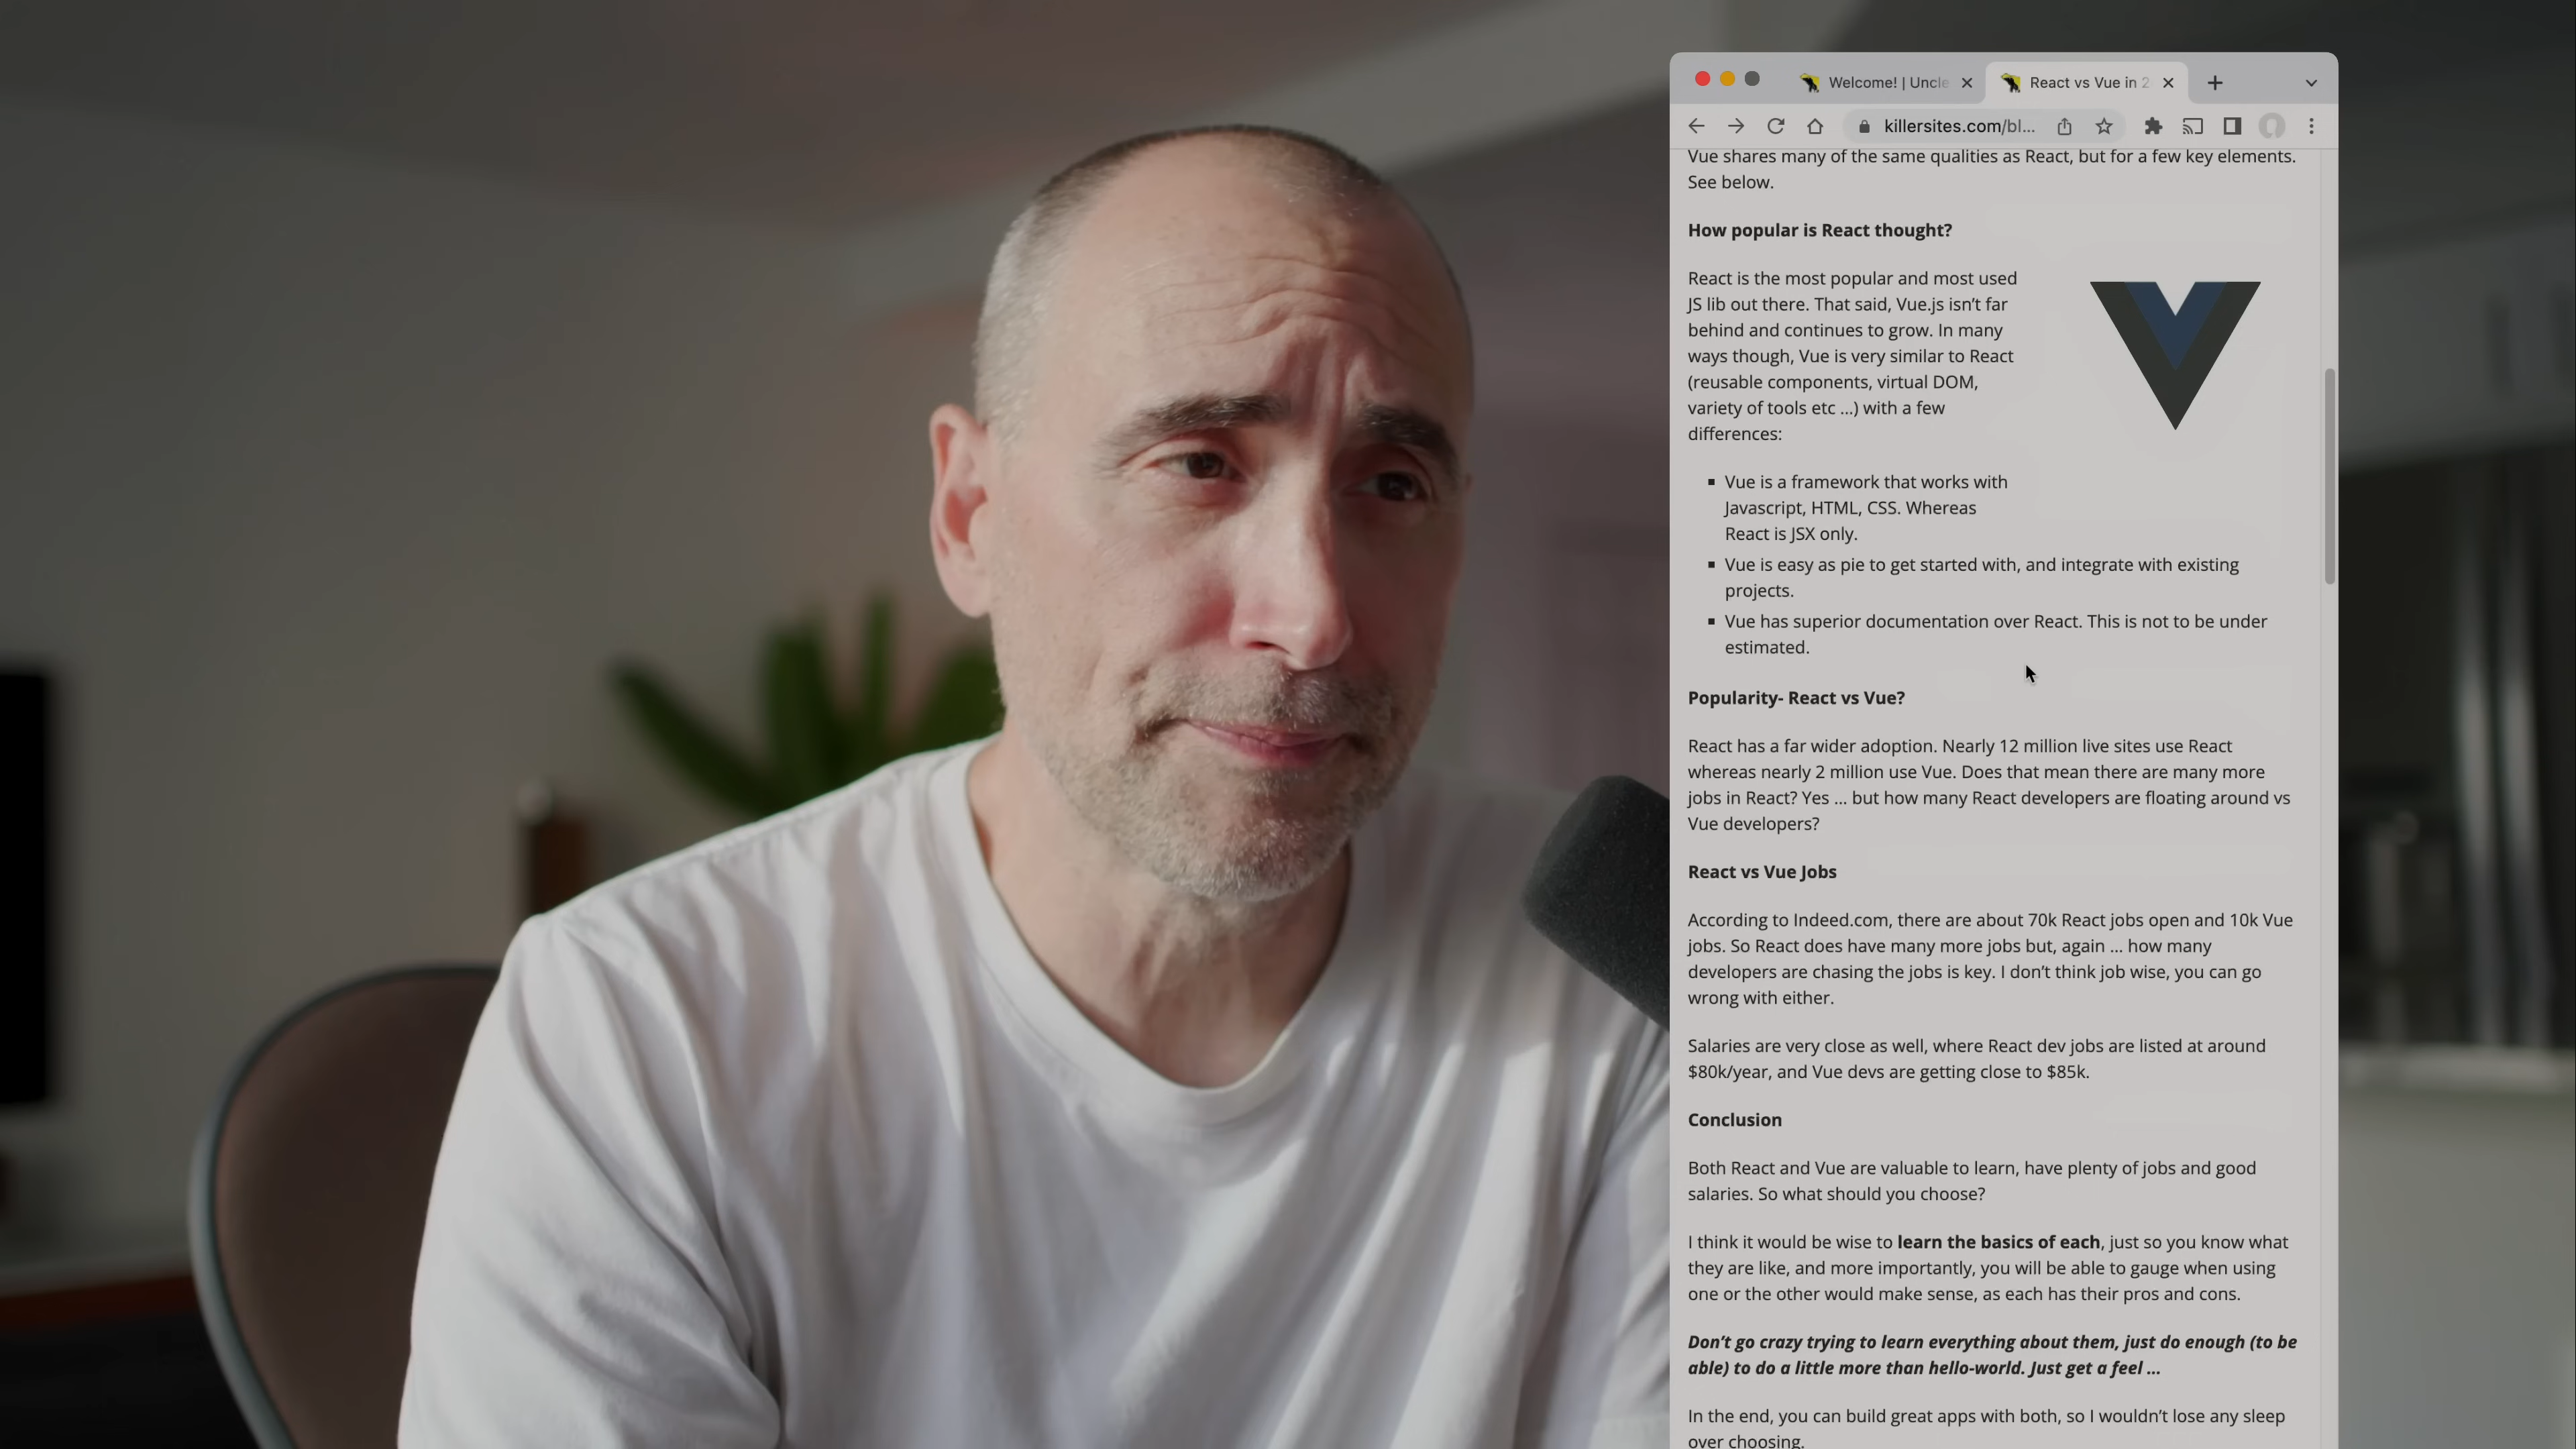 Welcome! | Uncle
React vs Vue in 2
killersites.com/bl...
Vue shares many of the same qualities as React, but for a few key elements.
See below.
How popular is React thought?
React is the most popular and most used
JS lib out there. That said, Vue.js isn’t far
behind and continues to grow. In many
ways though, Vue is very similar to React
(reusable components, virtual DOM,
variety of tools etc ...) with a few
differences:
Vue is a framework that works with
Javascript, HTML, CSS. Whereas
React is JSX only.
Vue is easy as pie to get started with, and integrate with existing
projects.
Vue has superior documentation over React. This is not to be under
estimated.
Popularity- React vs Vue?
React has a far wider adoption. Nearly 12 million live sites use React
whereas nearly 2 million use Vue. Does that mean there are many more
jobs in React? Yes ... but how many React developers are floating around vs
Vue developers?
React vs Vue Jobs
According to Indeed.com, there are about 70k React jobs open and 10k Vue
jobs. So React does have many more jobs but, again ... how many
developers are chasing the jobs is key. I don’t think job wise, you can go
wrong with either.
Salaries are very close as well, where React dev jobs are listed at around
$80k/year, and Vue devs are getting close to $85k.
Conclusion
Both React and Vue are valuable to learn, have plenty of jobs and good
salaries. So what should you choose?
I think it would be wise to learn the basics of each, just so you know what
they are like, and more importantly, you will be able to gauge when using
one or the other would make sense, as each has their pros and cons.
Don’t go crazy trying to learn everything about them, just do enough (to be
able) to do a little more than hello-world. Just get a feel ...
In the end, you can build great apps with both, so I wouldn’t lose any sleep
over choosing.